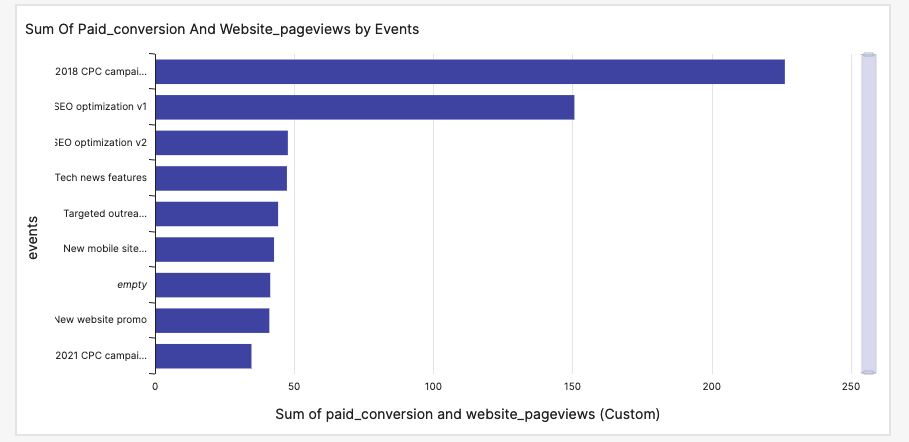 Sum Of Paid_conversion And Website_pageviews by Events
2018 CPC campai...
SEO optimization v1
SEO optimization v2
Tech news features
Targeted outrea...
New mobile site...
empty
New website promo
2021 CPC campai...
events
0 50 100 150 200 250
Sum of paid_conversion and website_pageviews (Custom)